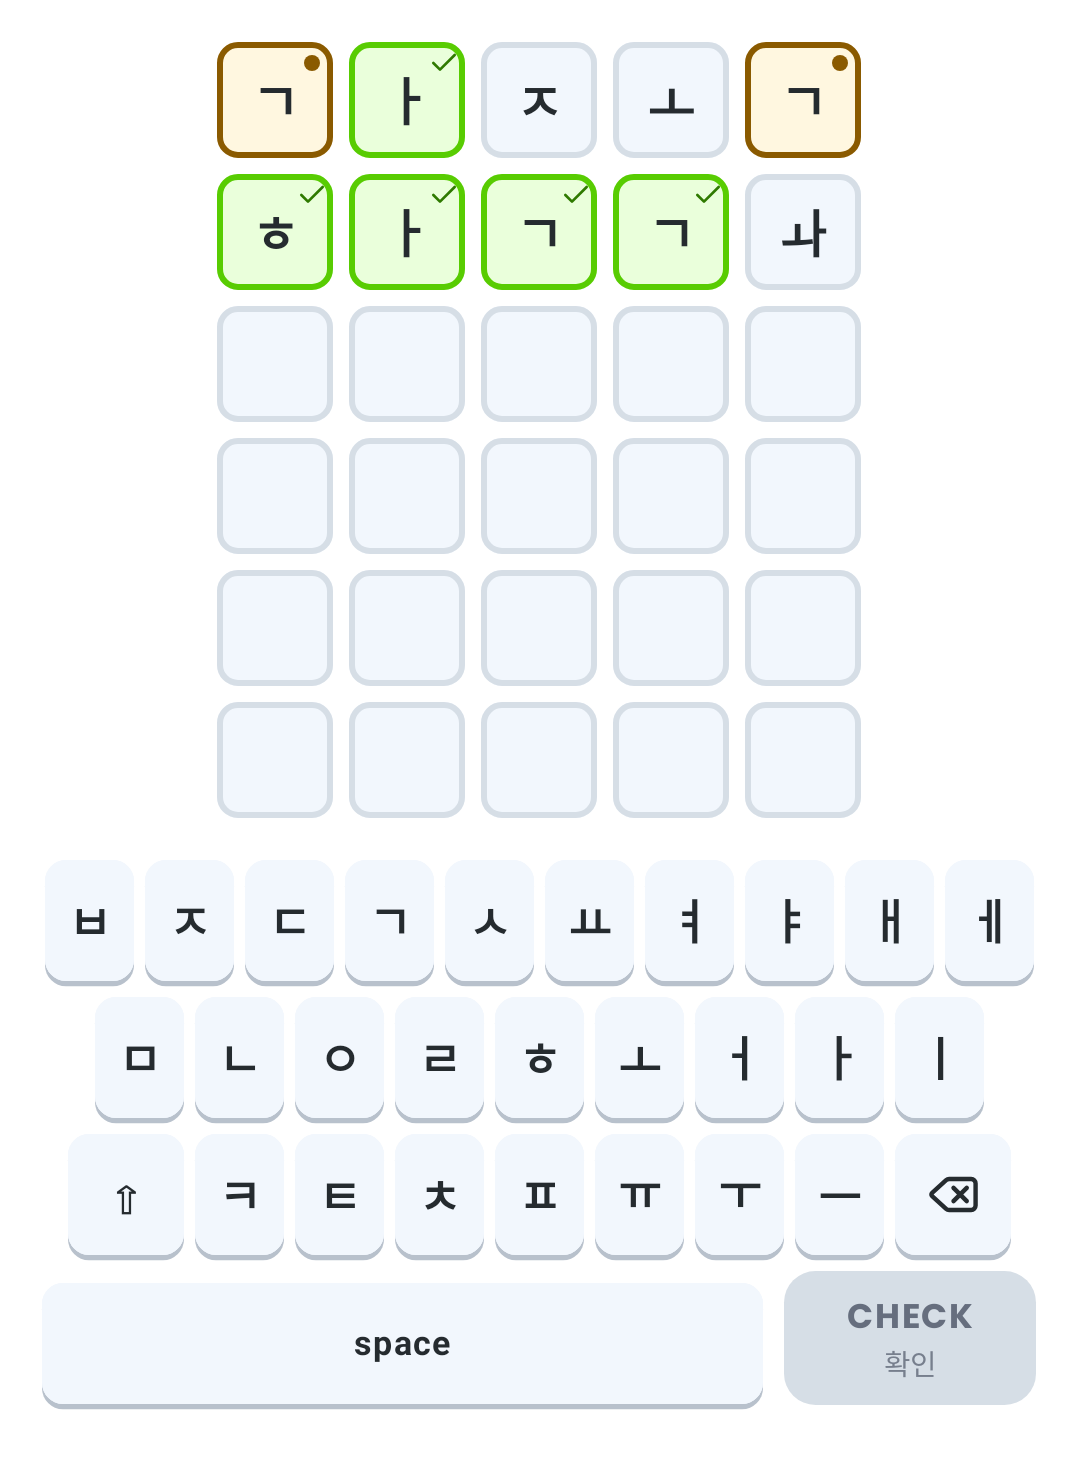 ㄱ ㅏ ㅈ ㅗ ㄱ
ㅎ ㅏ ㄱ ㄱ ㅘ
ㅂ ㅈ ㄷ ㄱ ㅅ ㅛ ㅕ ㅑ ㅐ ㅔ
ㅁ ㄴ ㅇ ㄹ ㅎ ㅗ ㅓ ㅏ ㅣ
⇧ ㅋ ㅌ ㅊ ㅍ ㅠ ㅜ ㅡ
space
CHECK
확인